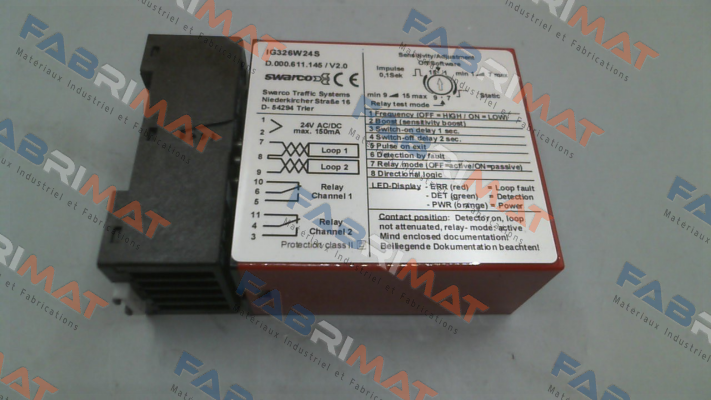 IG326W24S
D.000.611.146 / V2.0
SWARCO CE
Swarco Traffic Systems
Niederkircher Straße 16
D- 54294 Trier
1
2
24V AC/DC
max. 150mA
7
8
Loop 1
9
Loop 2
10
6
5
Relay
Channel 1
11
4
3
Relay
Channel 2
Protection class II
Sensitivity Adjustment
Off Software
Impulse
0,1Sek
min 1 7 max
min 9 15 max 9 - 7 Static
Relay test mode
1 Frequency (OFF = HIGH / ON = LOW)
2 Boost (sensitivity boost)
3 Switch-on delay 1 sec.
4 Switch-off delay 2 sec.
5 Pulse on exit
6 Detection by fault
7 Relay mode (OFF=active/ON=passive)
8 Directional logic
LED-Display - ERR (red) = Loop fault
- DET (green) = Detection
- PWR (orange) = Power
Contact position: Detector on, loop
not attenuated, relay- mode: active
Mind enclosed documentation!
Beiliegende Dokumentation beachten!
FABRIMAT
Materiaux Industriel et Fabrications